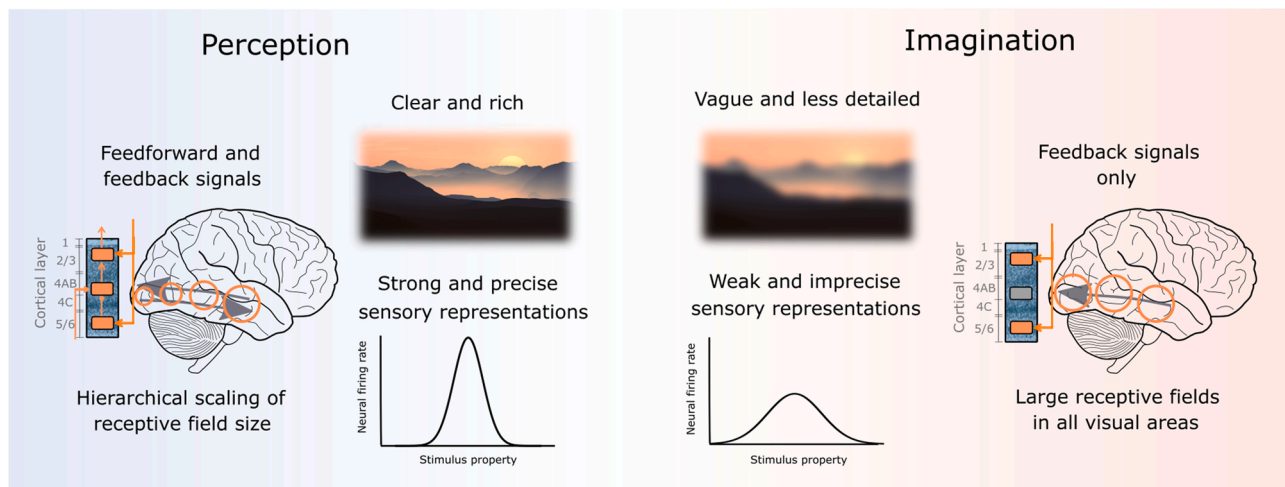 Perception
Clear and rich
Feedforward and
feedback signals
Cortical layer
1
2/3
4AB
4C
5/6
Hierarchical scaling of
receptive field size
Strong and precise
sensory representations
Neural firing rate
Stimulus property
Imagination
Vague and less detailed
Weak and imprecise
sensory representations
Neural firing rate
Stimulus property
Feedback signals
only
Cortical layer
1
2/3
4AB
4C
5/6
Large receptive fields
in all visual areas